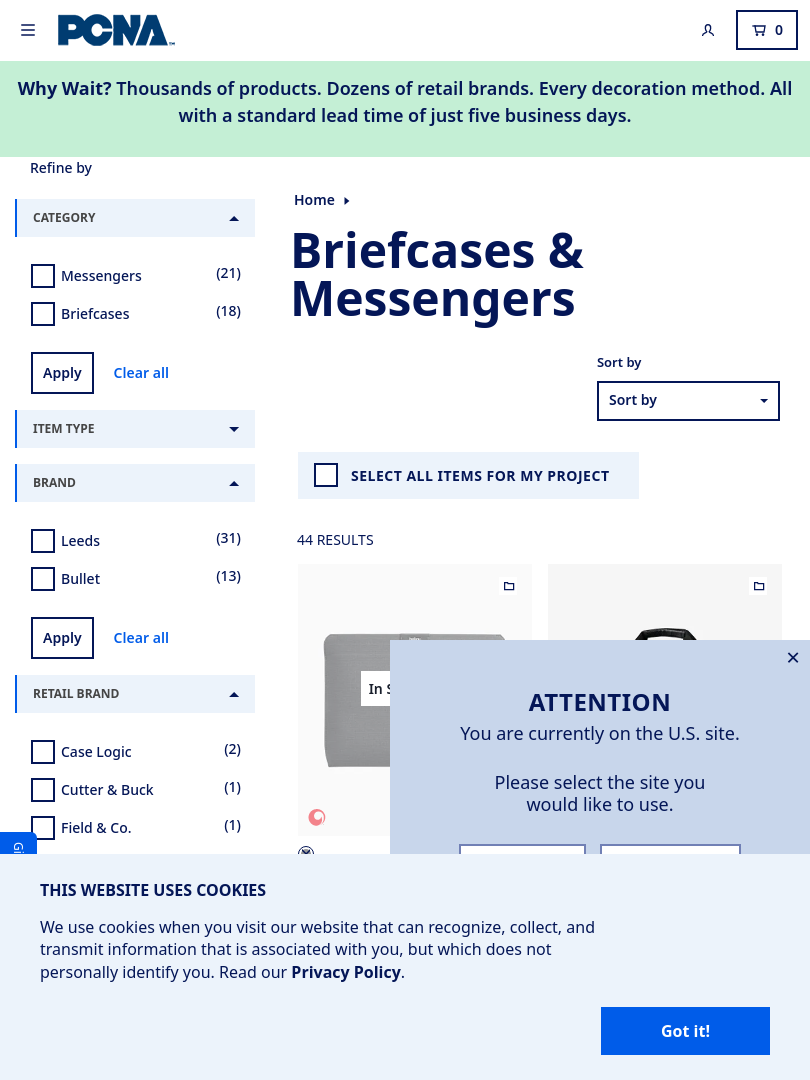 PCNA
0
Why Wait? Thousands of products. Dozens of retail brands. Every decoration method. All
with a standard lead time of just five business days.
Refine by
CATEGORY
Messengers (21)
Briefcases (18)
Apply Clear all
ITEM TYPE
BRAND
Leeds (31)
Bullet (13)
Apply Clear all
RETAIL BRAND
Case Logic (2)
Cutter & Buck (1)
Field & Co. (1)
Home
Briefcases &
Messengers
Sort by
Sort by
SELECT ALL ITEMS FOR MY PROJECT
44 RESULTS
In
ATTENTION
You are currently on the U.S. site.
Please select the site you
would like to use.
THIS WEBSITE USES COOKIES
We use cookies when you visit our website that can recognize, collect, and
transmit information that is associated with you, but which does not
personally identify you. Read our Privacy Policy.
Got it!